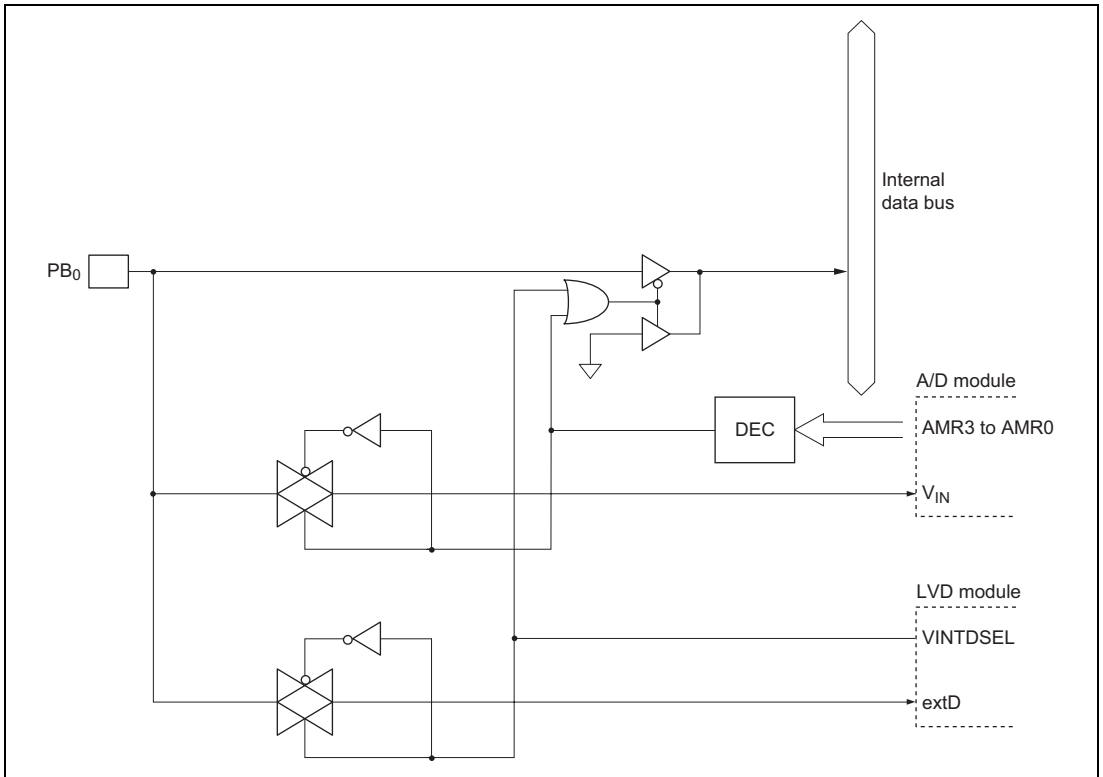 Internal
data bus
PB0
A/D module
DEC
AMR3 to AMR0
VIN
LVD module
VINTDSEL
extD